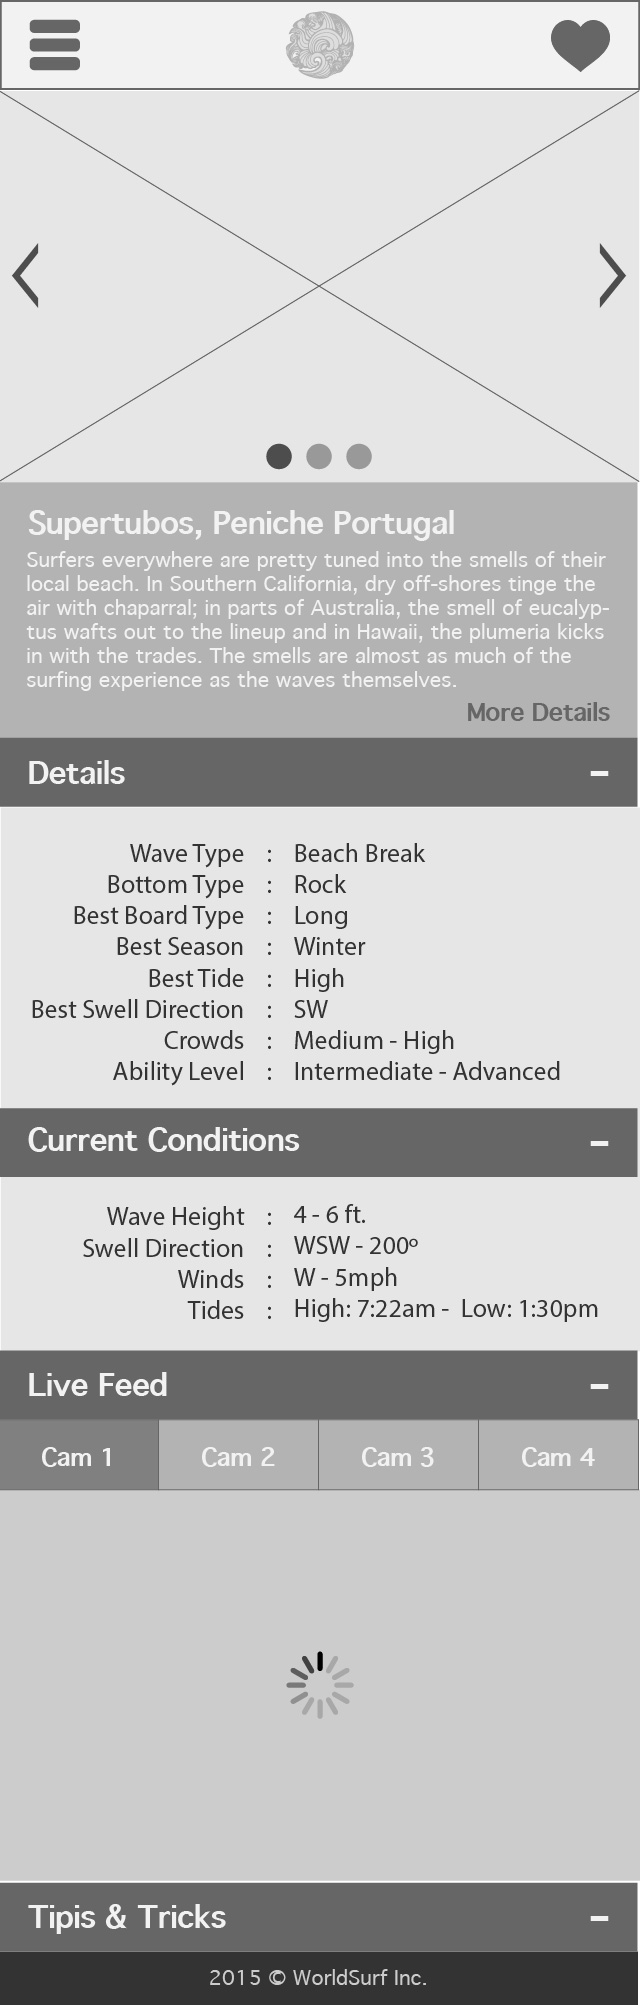 Supertubos, Peniche Portugal
Surfers everywhere are pretty tuned into the smells of their
local beach. In Southern California, dry off-shores tinge the
air with chaparral; in parts of Australia, the smell of eucalyp-
tus wafts out to the lineup and in Hawaii, the plumeria kicks
in with the trades. The smells are almost as much of the
surfing experience as the waves themselves.
More Details
Details –
Wave Type : Beach Break
Bottom Type : Rock
Best Board Type : Long
Best Season : Winter
Best Tide : High
Best Swell Direction : SW
Crowds : Medium - High
Ability Level : Intermediate - Advanced
Current Conditions –
Wave Height : 4 - 6 ft.
Swell Direction : WSW - 200º
Winds : W - 5mph
Tides : High: 7:22am - Low: 1:30pm
Live Feed –
Cam 1 Cam 2 Cam 3 Cam 4
Tipis & Tricks –
2015 © WorldSurf Inc.